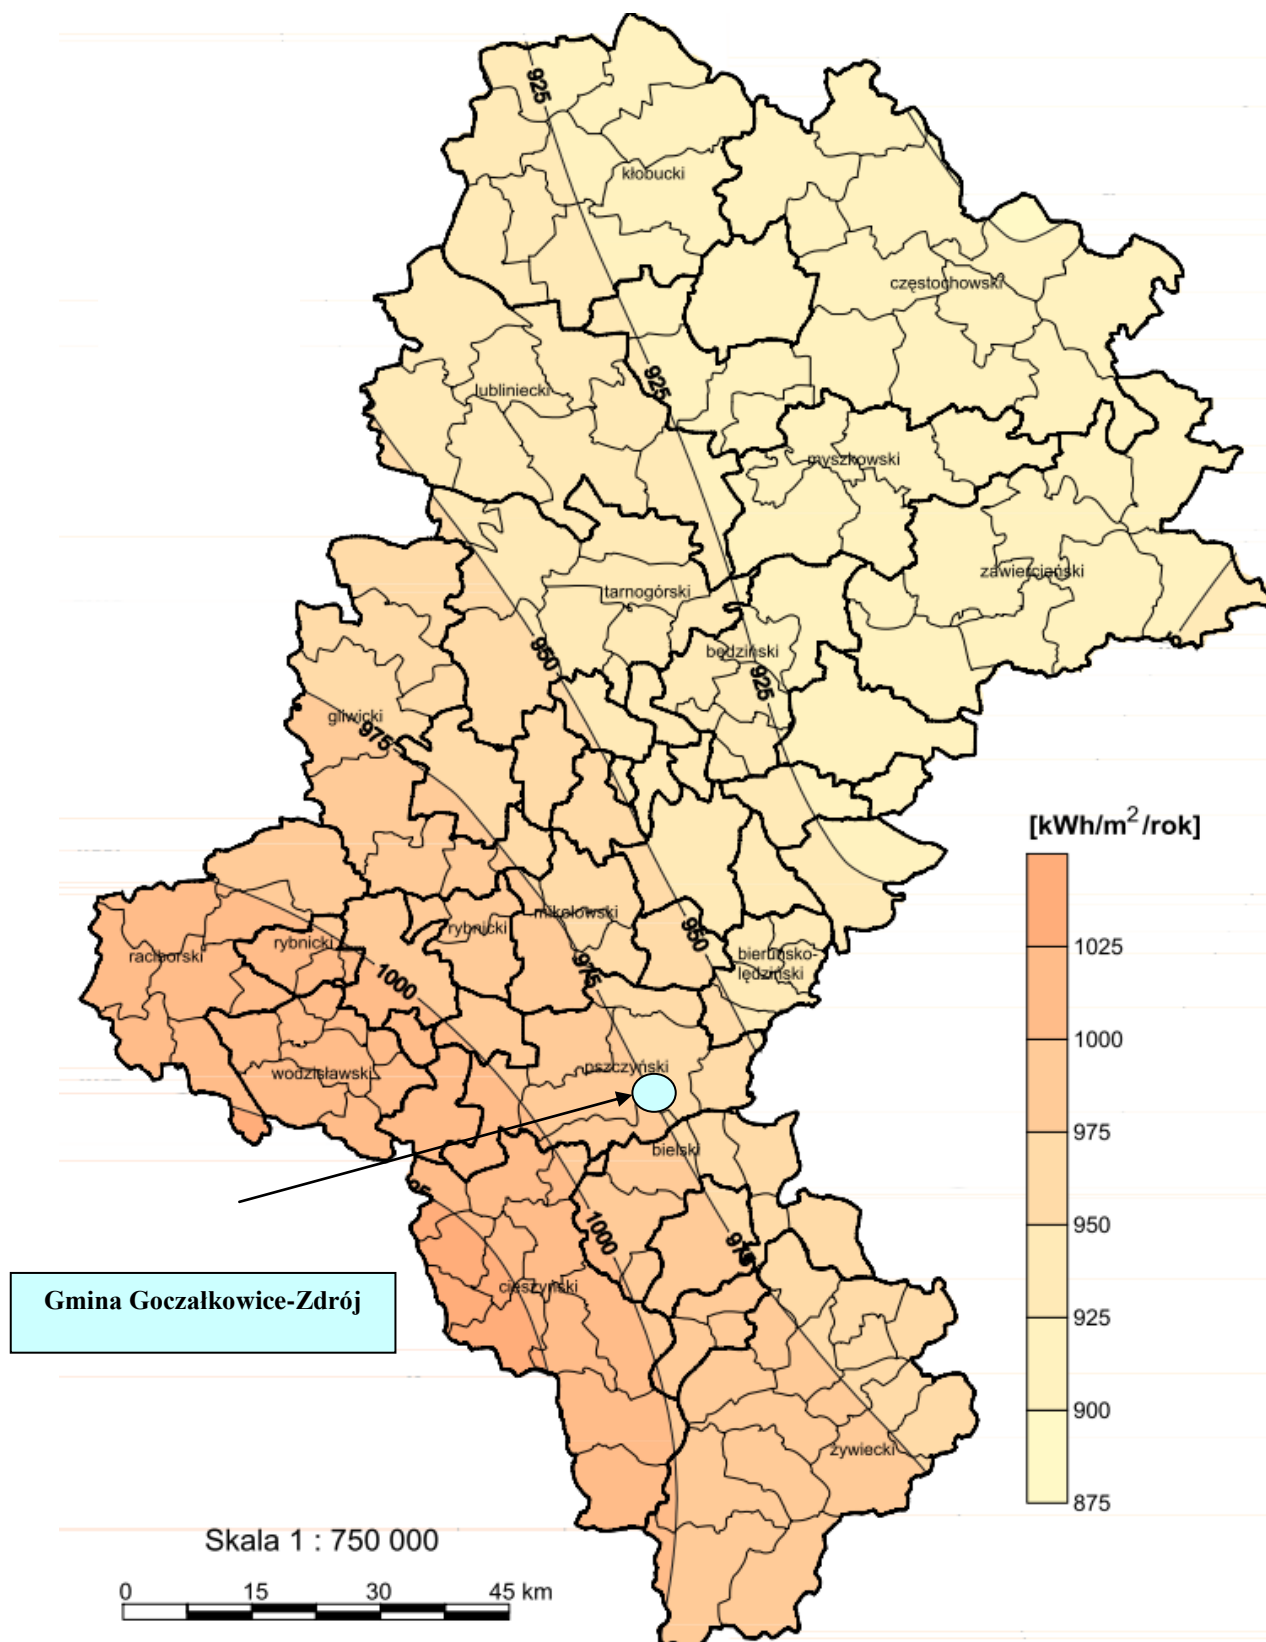 925
kłobucki
częstochowski
925
lubliniecki
myszkowski
zawierciański
tarnogórski
950
będziński
925
gliwicki
975
[kWh/m²/rok]
1025
1000
975
950
925
900
875
mikołowski
rybnicki
950
rybnicki
raciborski
bieruńsko-
lędziński
975
1000
pszczyński
wodzisławski
bielski
1000
975
cieszyński
Gmina Goczałkowice-Zdrój
żywiecki
Skala 1 : 750 000
0 15 30 45 km